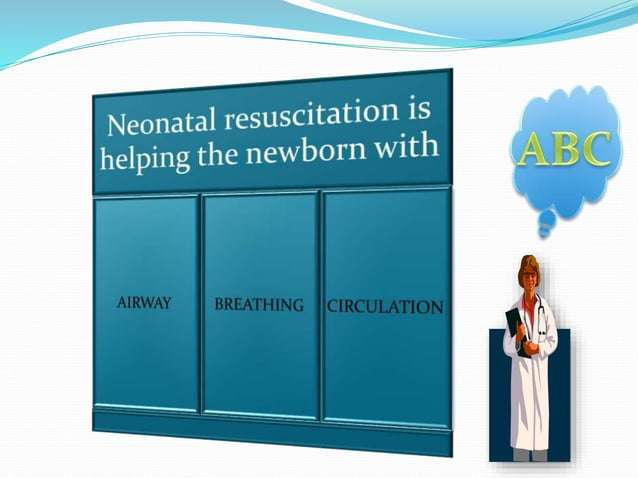 Neonatal resuscitation is
helping the newborn with
AIRWAY
BREATHING
CIRCULATION
ABC